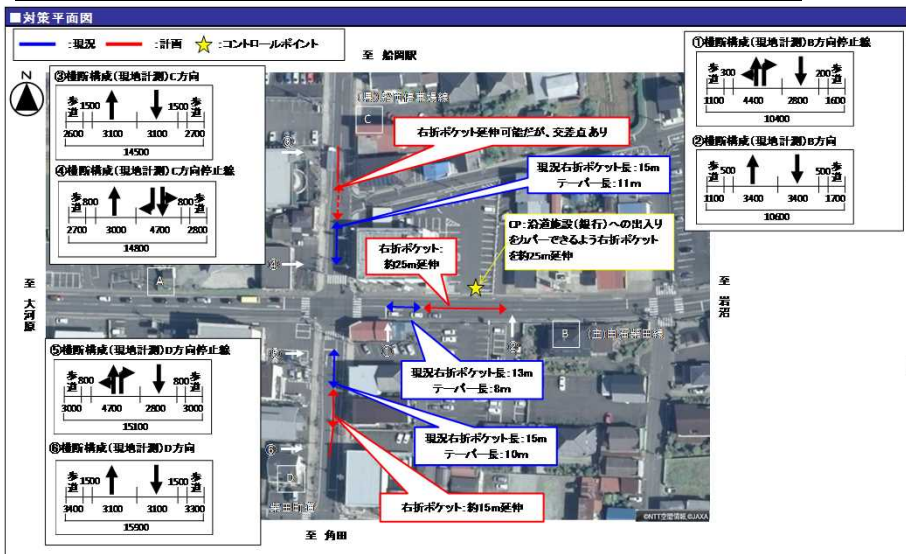 ■対策平面図
:現況
:計画
:コントロールポイント
至 船岡駅
N
③横断構成(現地計測)C方向
歩道
1500
1500
歩道
2600
3100
3100
2700
14500
④横断構成(現地計測)C方向停止線
歩道
800
800
歩道
2700
3000
4700
2800
14800
①横断構成(現地計測)B方向停止線
歩道
300
200
歩道
1100
4400
2800
1600
10400
②横断構成(現地計測)B方向
歩道
500
500
歩道
1100
3400
3400
1700
10600
C
右折ポケット延伸可能だが、交差点あり
現況右折ポケット長:15m
テーパー長:11m
CP:沿道施設(銀行)への出入り
をカバーできるよう右折ポケット
を約25m延伸
右折ポケット:
約25m延伸
至 大河原
A
至 岩沼
B
(主)亘理柴田線
⑤横断構成(現地計測)D方向停止線
歩道
800
800
歩道
3000
4700
2800
3000
15100
⑥横断構成(現地計測)D方向
歩道
1500
1500
歩道
3400
3100
3100
3300
15900
現況右折ポケット長:13m
テーパー長:8m
現況右折ポケット長:15m
テーパー長:10m
⑥
D
柴田町道
右折ポケット:約15m延伸
至 角田
©NTT空間情報 ©JAXA